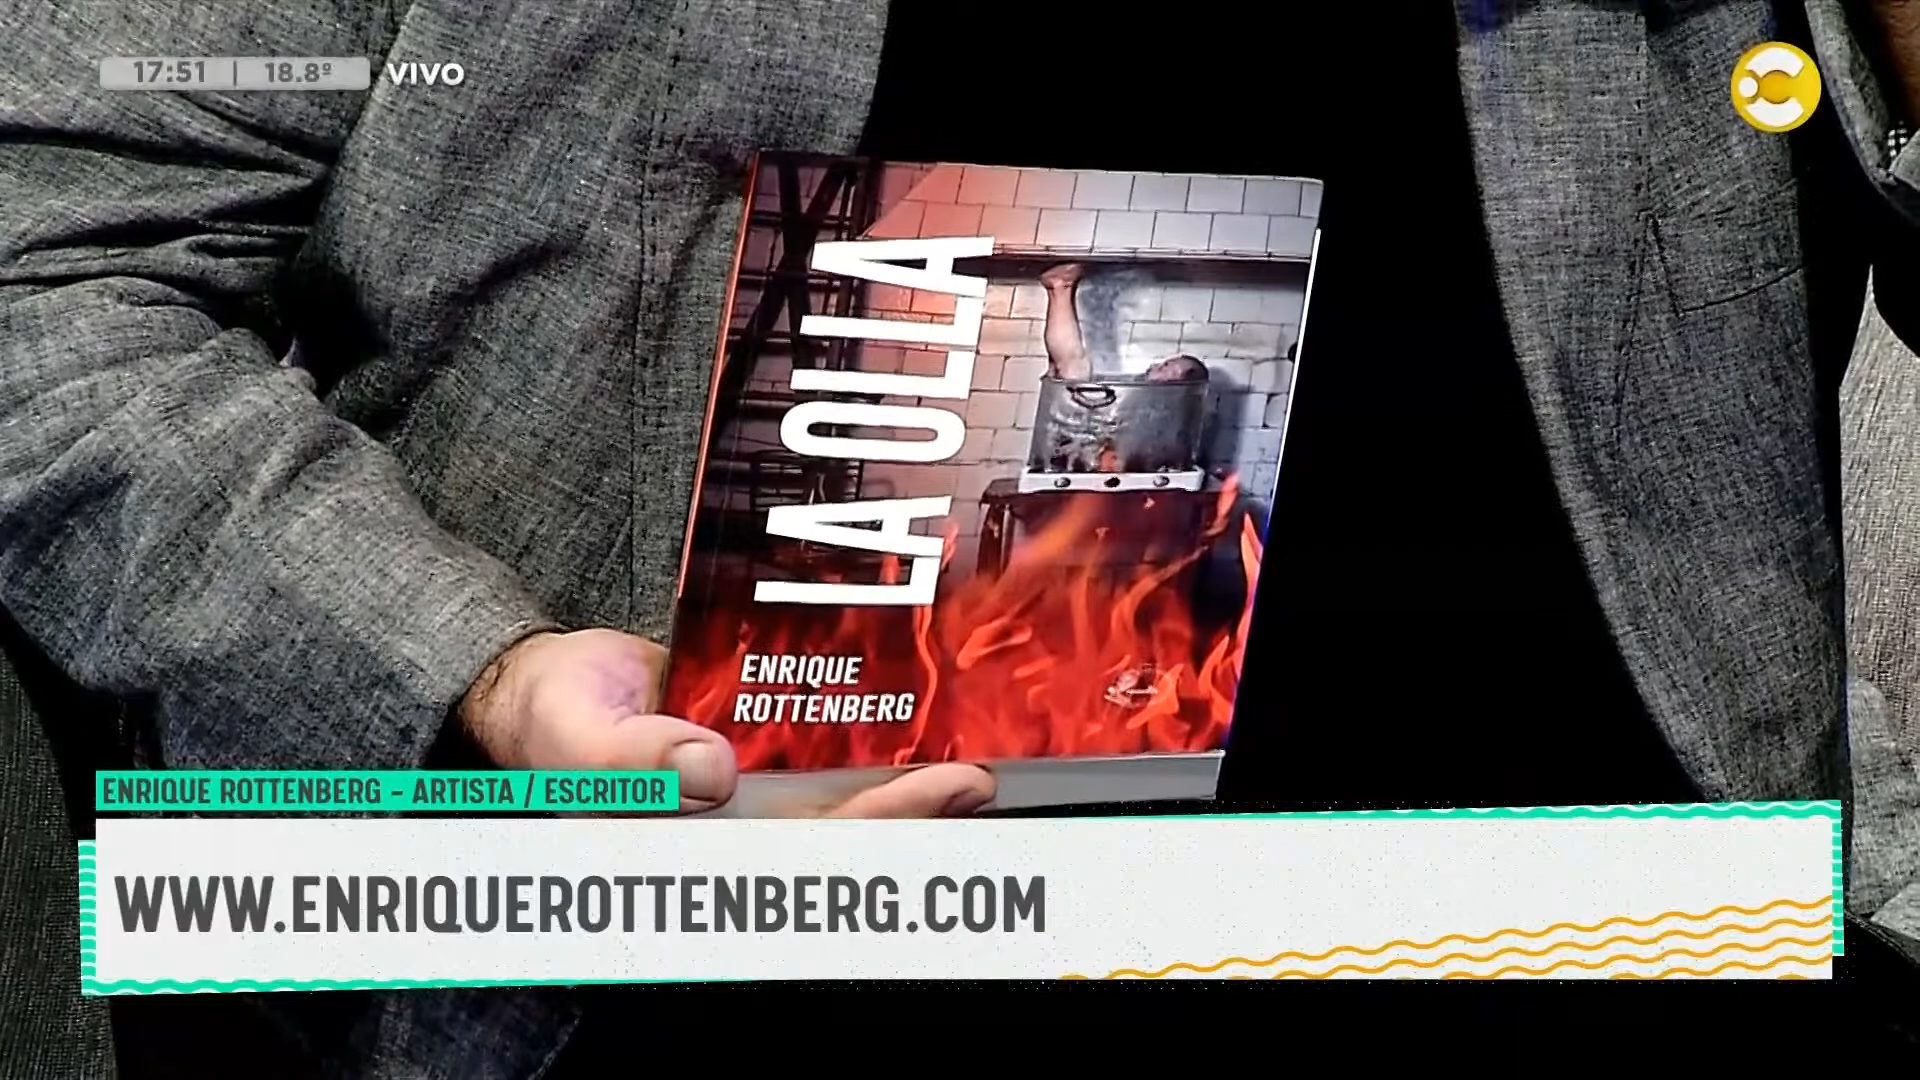 17:51 | 18.8º VIVO
LA OLLA
ENRIQUE
ROTTENBERG
ENRIQUE ROTTENBERG - ARTISTA / ESCRITOR
WWW.ENRIQUEROTTENBERG.COM